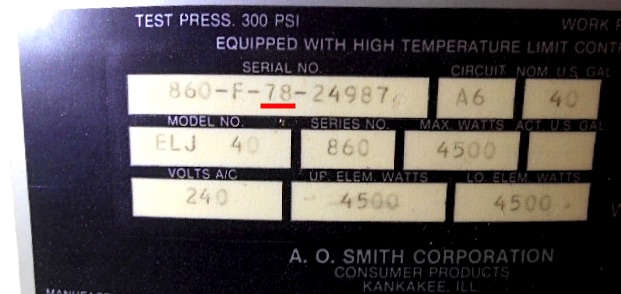 TEST PRESS. 300 PSI WORK
EQUIPPED WITH HIGH TEMPERATURE LIMIT
SERIAL NO. CIRCUIT NOM. U.S. GAL
860-F-78-24987 A6 40
MODEL NO. SERIES NO. MAX. WATTS ACT. U.S. GAL
ELJ 40 860 4500
VOLTS A/C UP. ELEM. WATTS LO. ELEM. WATTS
240 4500 4500
A. O. SMITH CORPORATION
CONSUMER PRODUCTS
KANKAKEE, ILL.